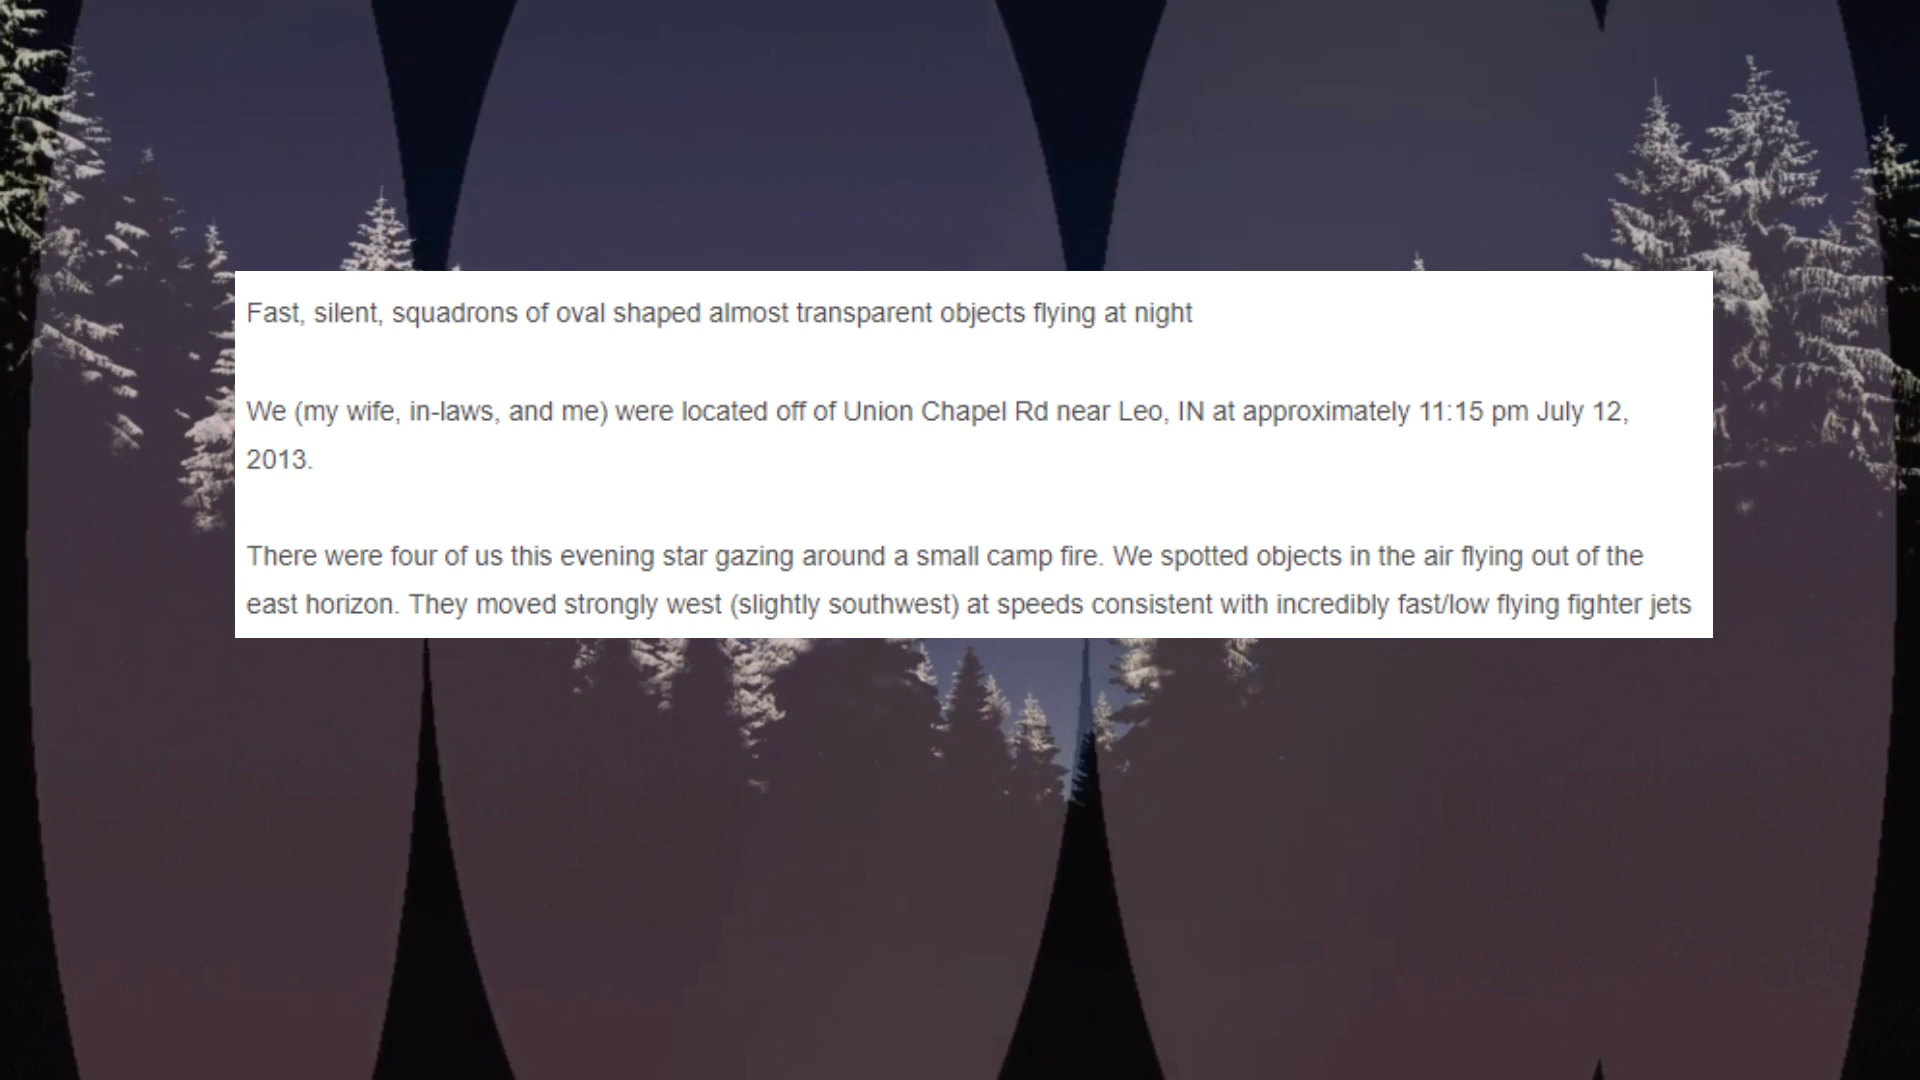 Fast, silent, squadrons of oval shaped almost transparent objects flying at night
We (my wife, in-laws, and me) were located off of Union Chapel Rd near Leo, IN at approximately 11:15 pm July 12,
2013.
There were four of us this evening star gazing around a small camp fire. We spotted objects in the air flying out of the
east horizon. They moved strongly west (slightly southwest) at speeds consistent with incredibly fast/low flying fighter jets